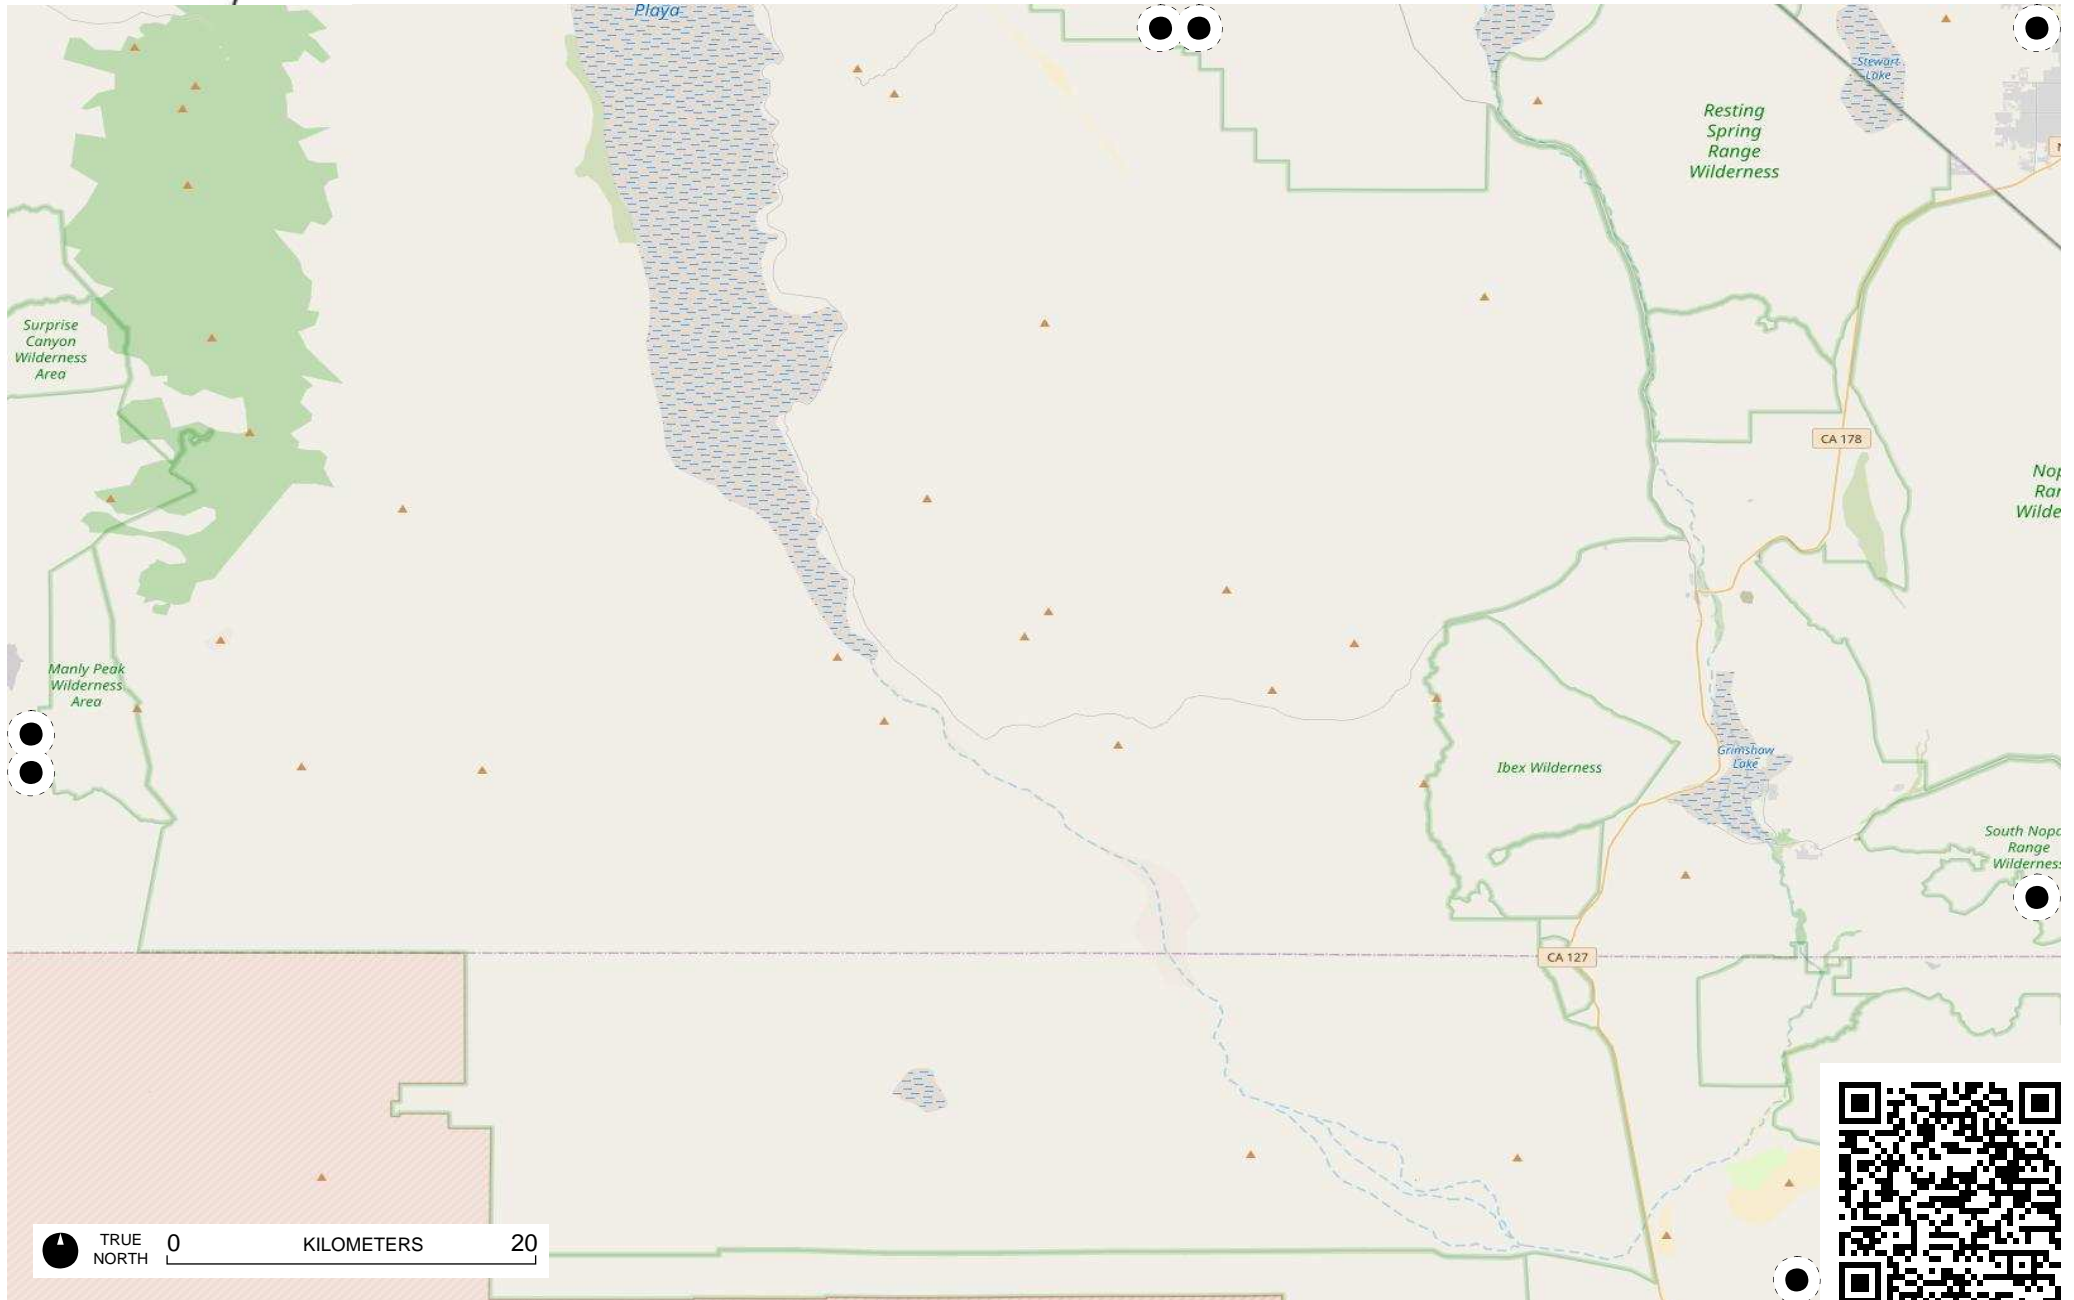 Playa
Stewart
Lake
Resting
Spring
Range
Wilderness
Surprise
Canyon
Wilderness
Area
CA 178
Manly Peak
Wilderness
Area
Grimshaw
Lake
Ibex Wilderness
South Nopa
Range
Wilderness
CA 127
TRUE
NORTH
0
KILOMETERS
20